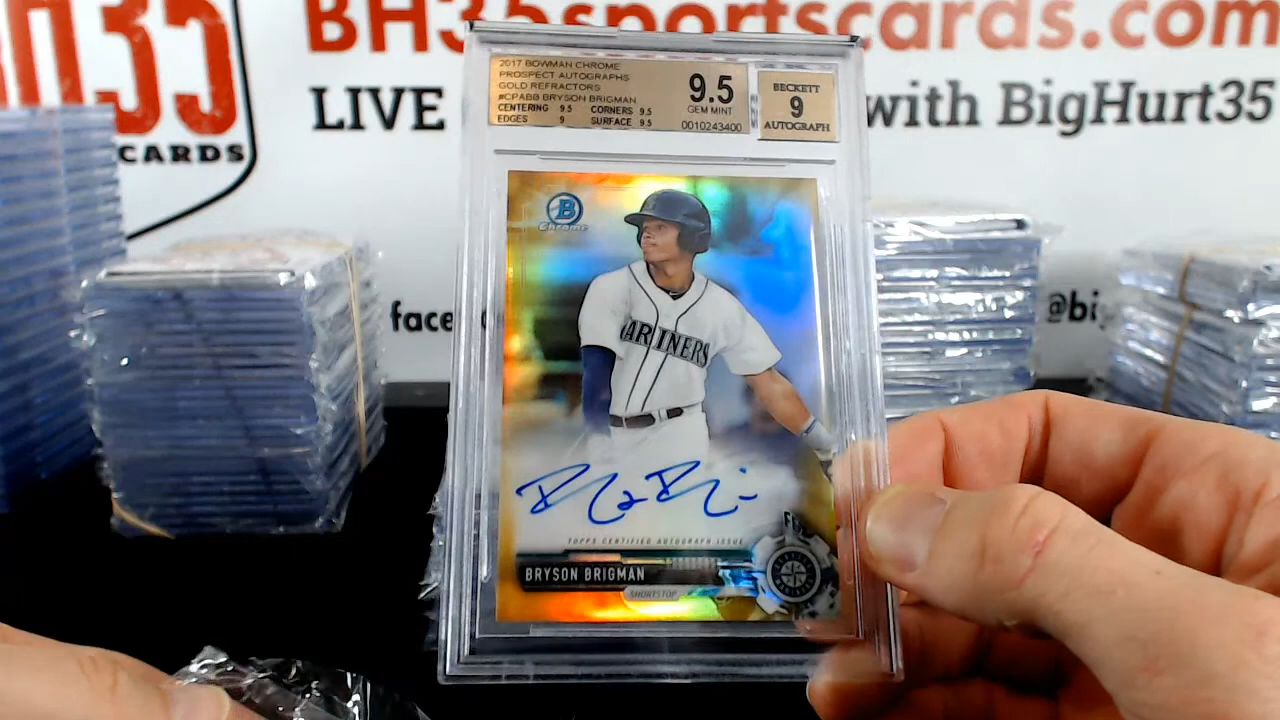 BH35
CARDS
BH35sportscards.com
LIVE
with BigHurt35
face
@bi
2017 BOWMAN CHROME
PROSPECT AUTOGRAPHS
GOLD REFRACTORS
#CPABB BRYSON BRIGMAN
CENTERING 9.5 CORNERS 9.5
EDGES 9 SURFACE 9.5
9.5
GEM MINT
0010243400
BECKETT
9
AUTOGRAPH
B
Chrome
MARINERS
TOPPS CERTIFIED AUTOGRAPH ISSUE
BRYSON BRIGMAN
SHORTSTOP